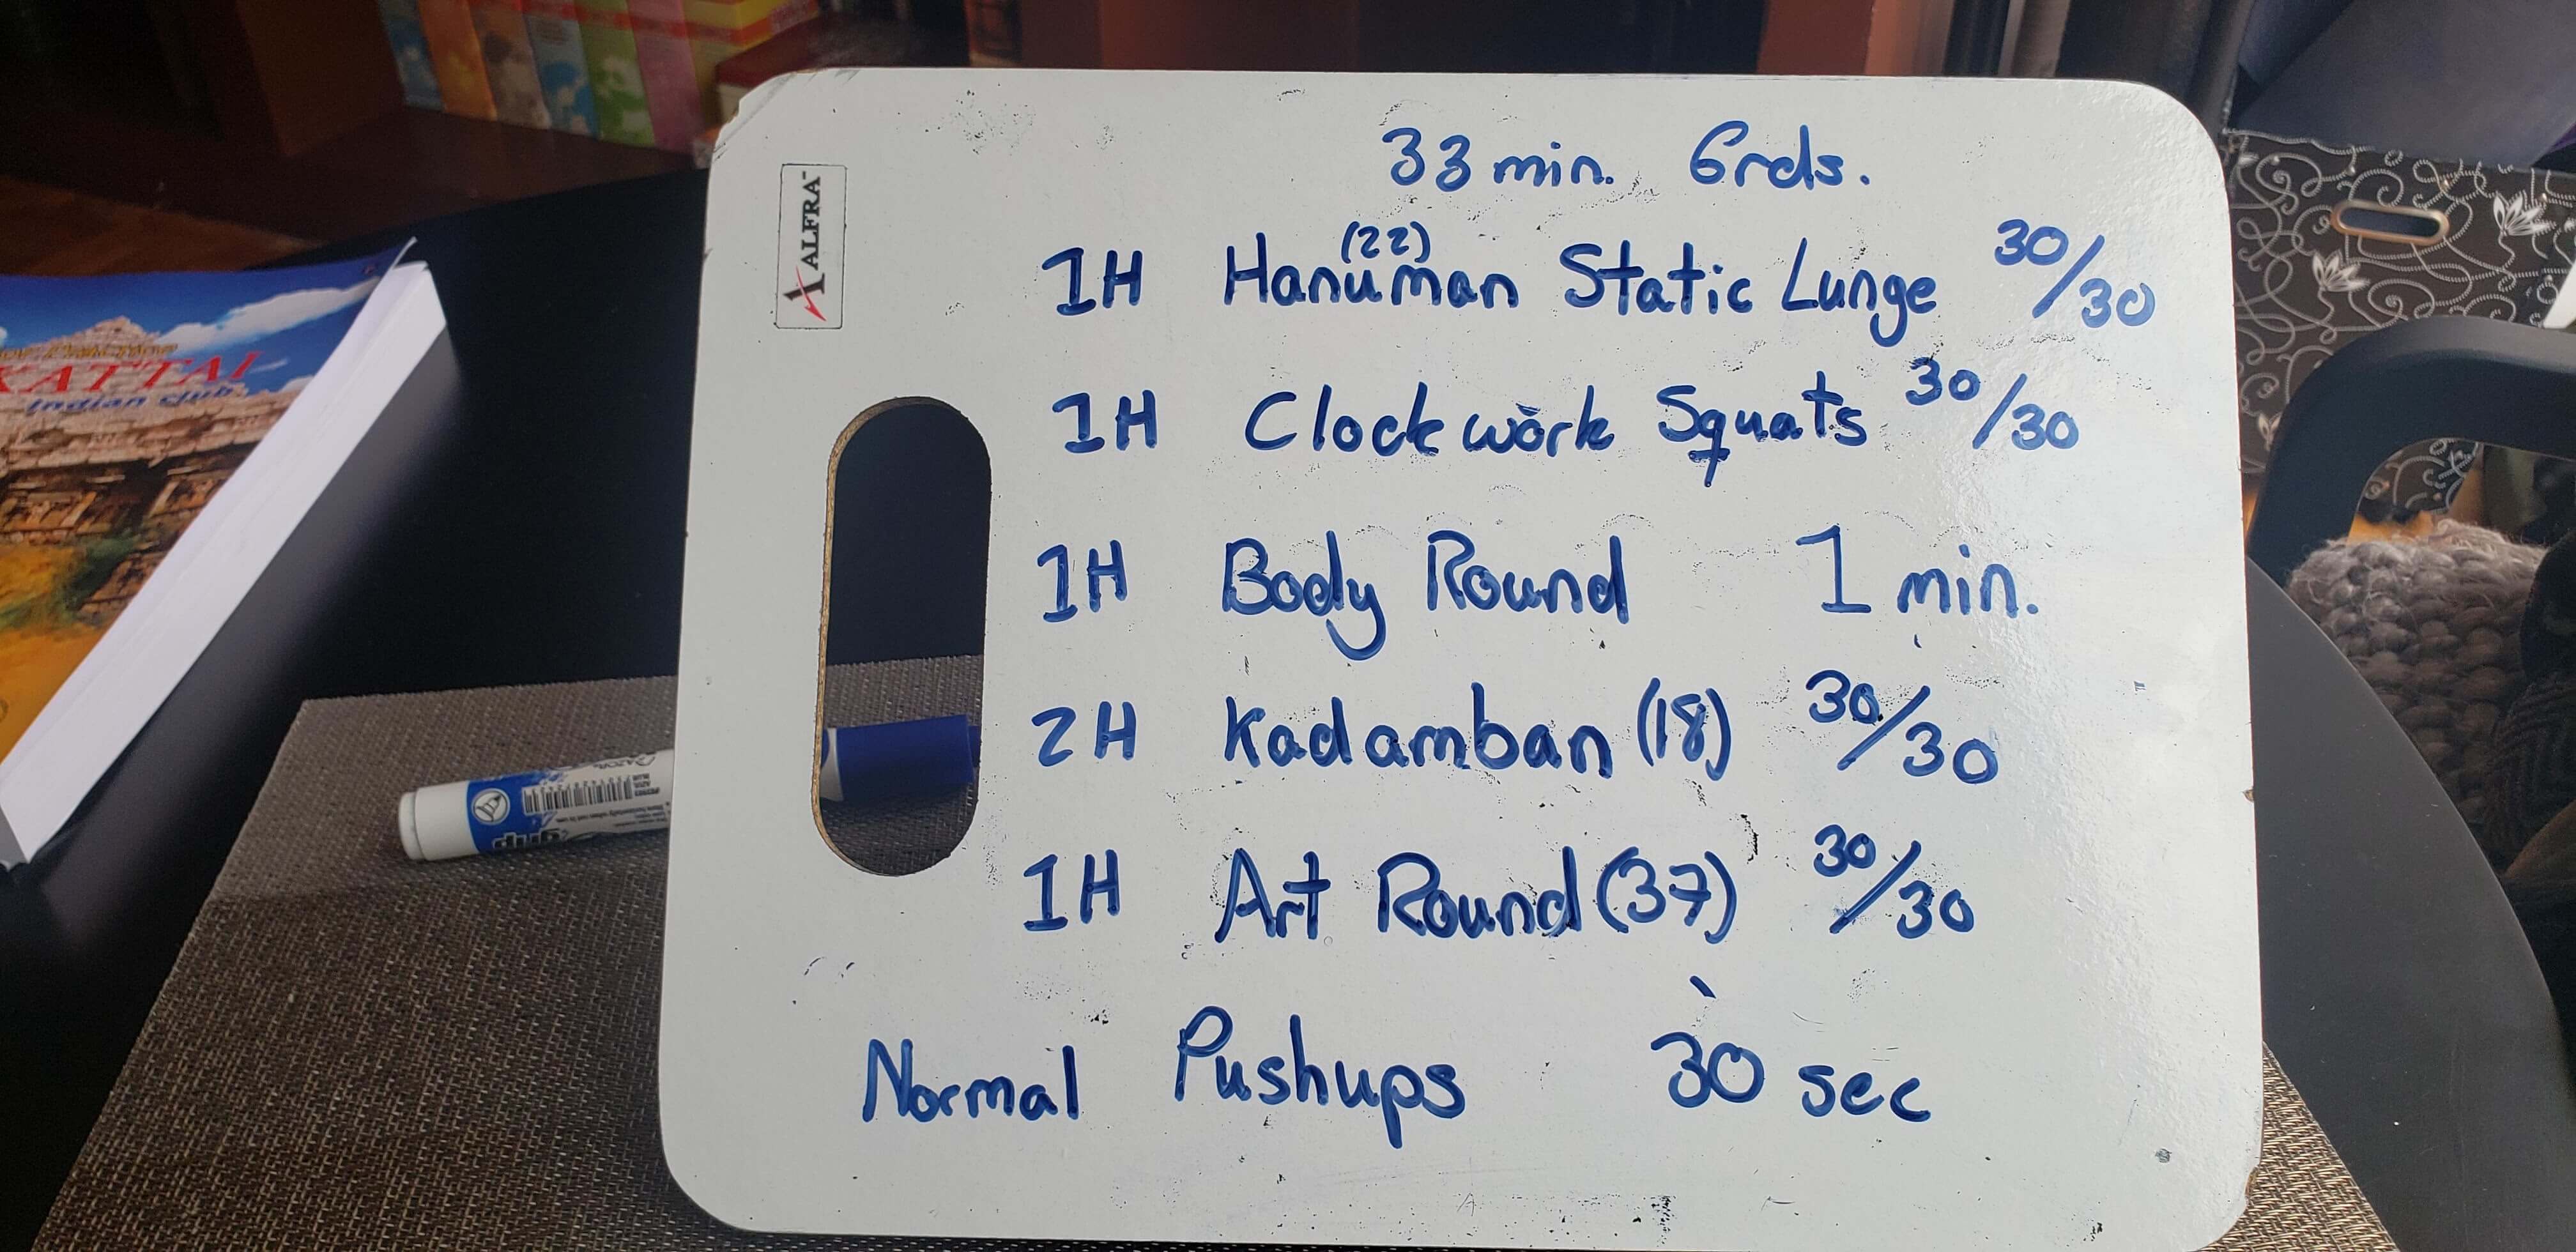 33 min. 6rds.
(22)
1H Hanuman Static Lunge 30/30
1H Clockwork Squats 30/30
1H Body Round 1 min.
2H Kadamban (18) 30/30
1H Art Round (37) 30/30
Normal Pushups 30 sec
ALFRA
KATTAI
Indian Club